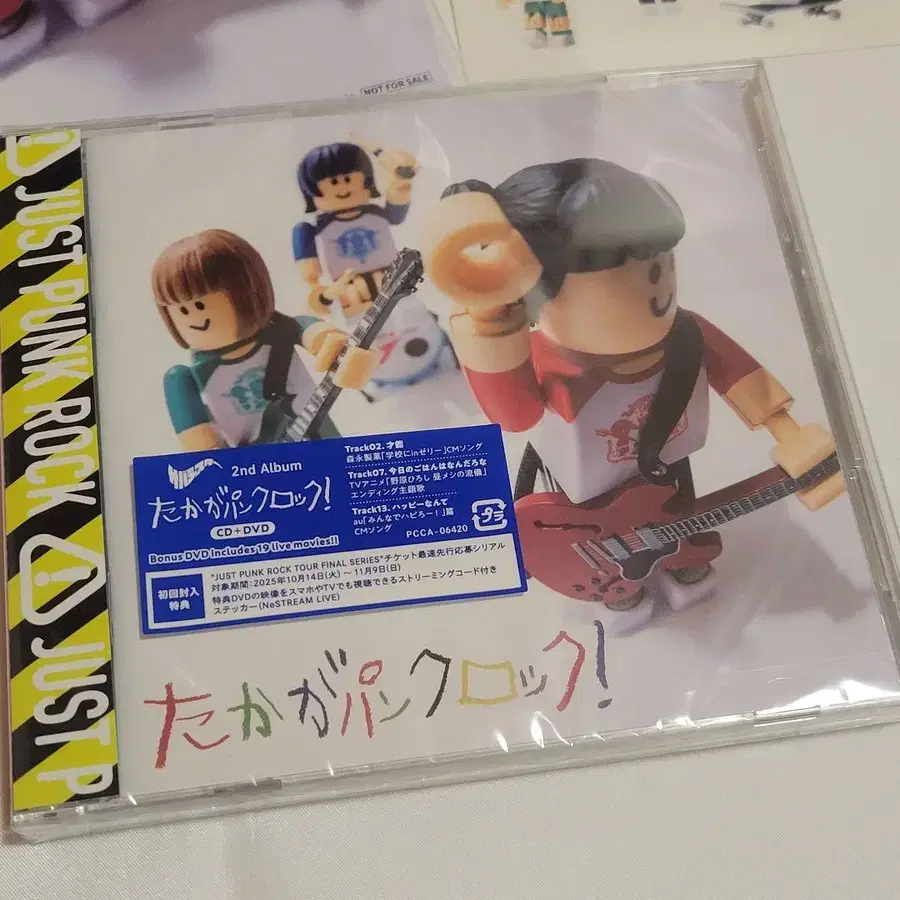 NOT FOR SALE
JUST PUNK ROCK
JUST P
2nd Album
たかがパンクロック!
CD+DVD
Bonus DVD includes 19 live movies!!
Track02. 才能
森永製菓「学校にinゼリー」CMソング
Track07. 今日のごはんはなんだろな
TVアニメ「野原ひろし 昼メシの流儀」
エンディング主題歌
Track13. ハッピーなんて
au「みんなでハピろー!」篇
CMソング
プラ
PCCA-06420
初回封入
特典
"JUST PUNK ROCK TOUR FINAL SERIES"チケット最速先行応募シリアル
対象期間:2025年10月14日(火)〜11月9日(日)
特典DVDの映像をスマホやTVでも視聴できるストリーミングコード付き
ステッカー(NeSTREAM LIVE)
たかがパンクロック!